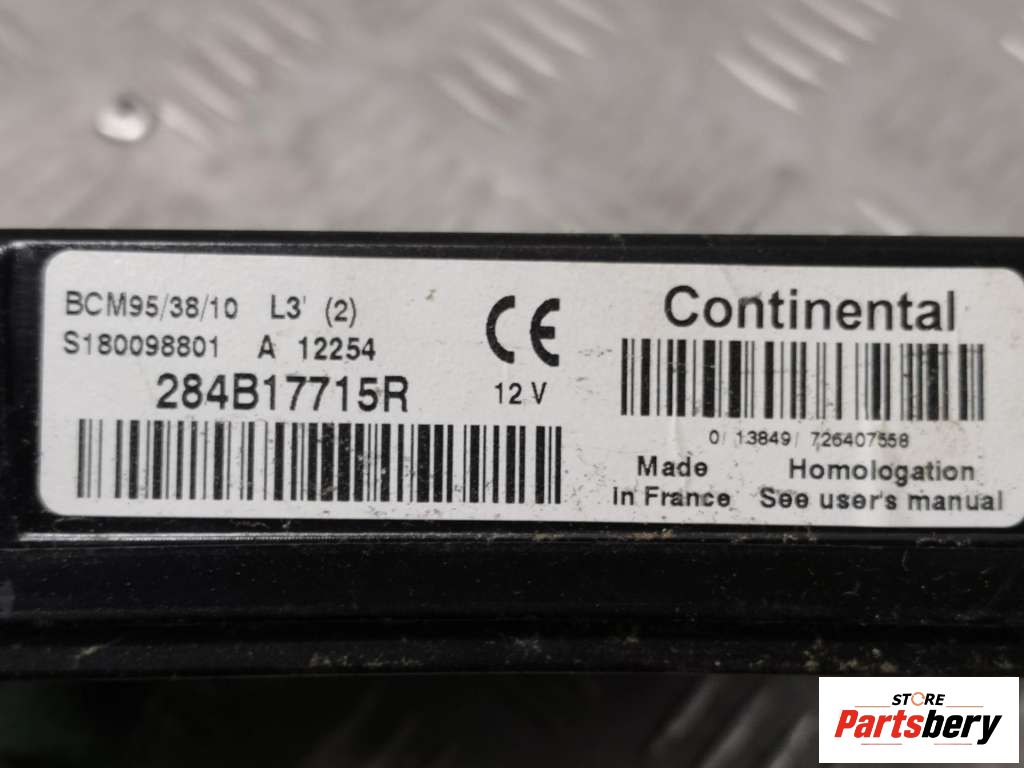 BCM95/38/10 L3' (2)
S180098801 A 12254
284B17715R
CE
12 V
Continental
0/ 13849/ 726407558
Made
in France
Homologation
See user's manual
STORE
Partsbery